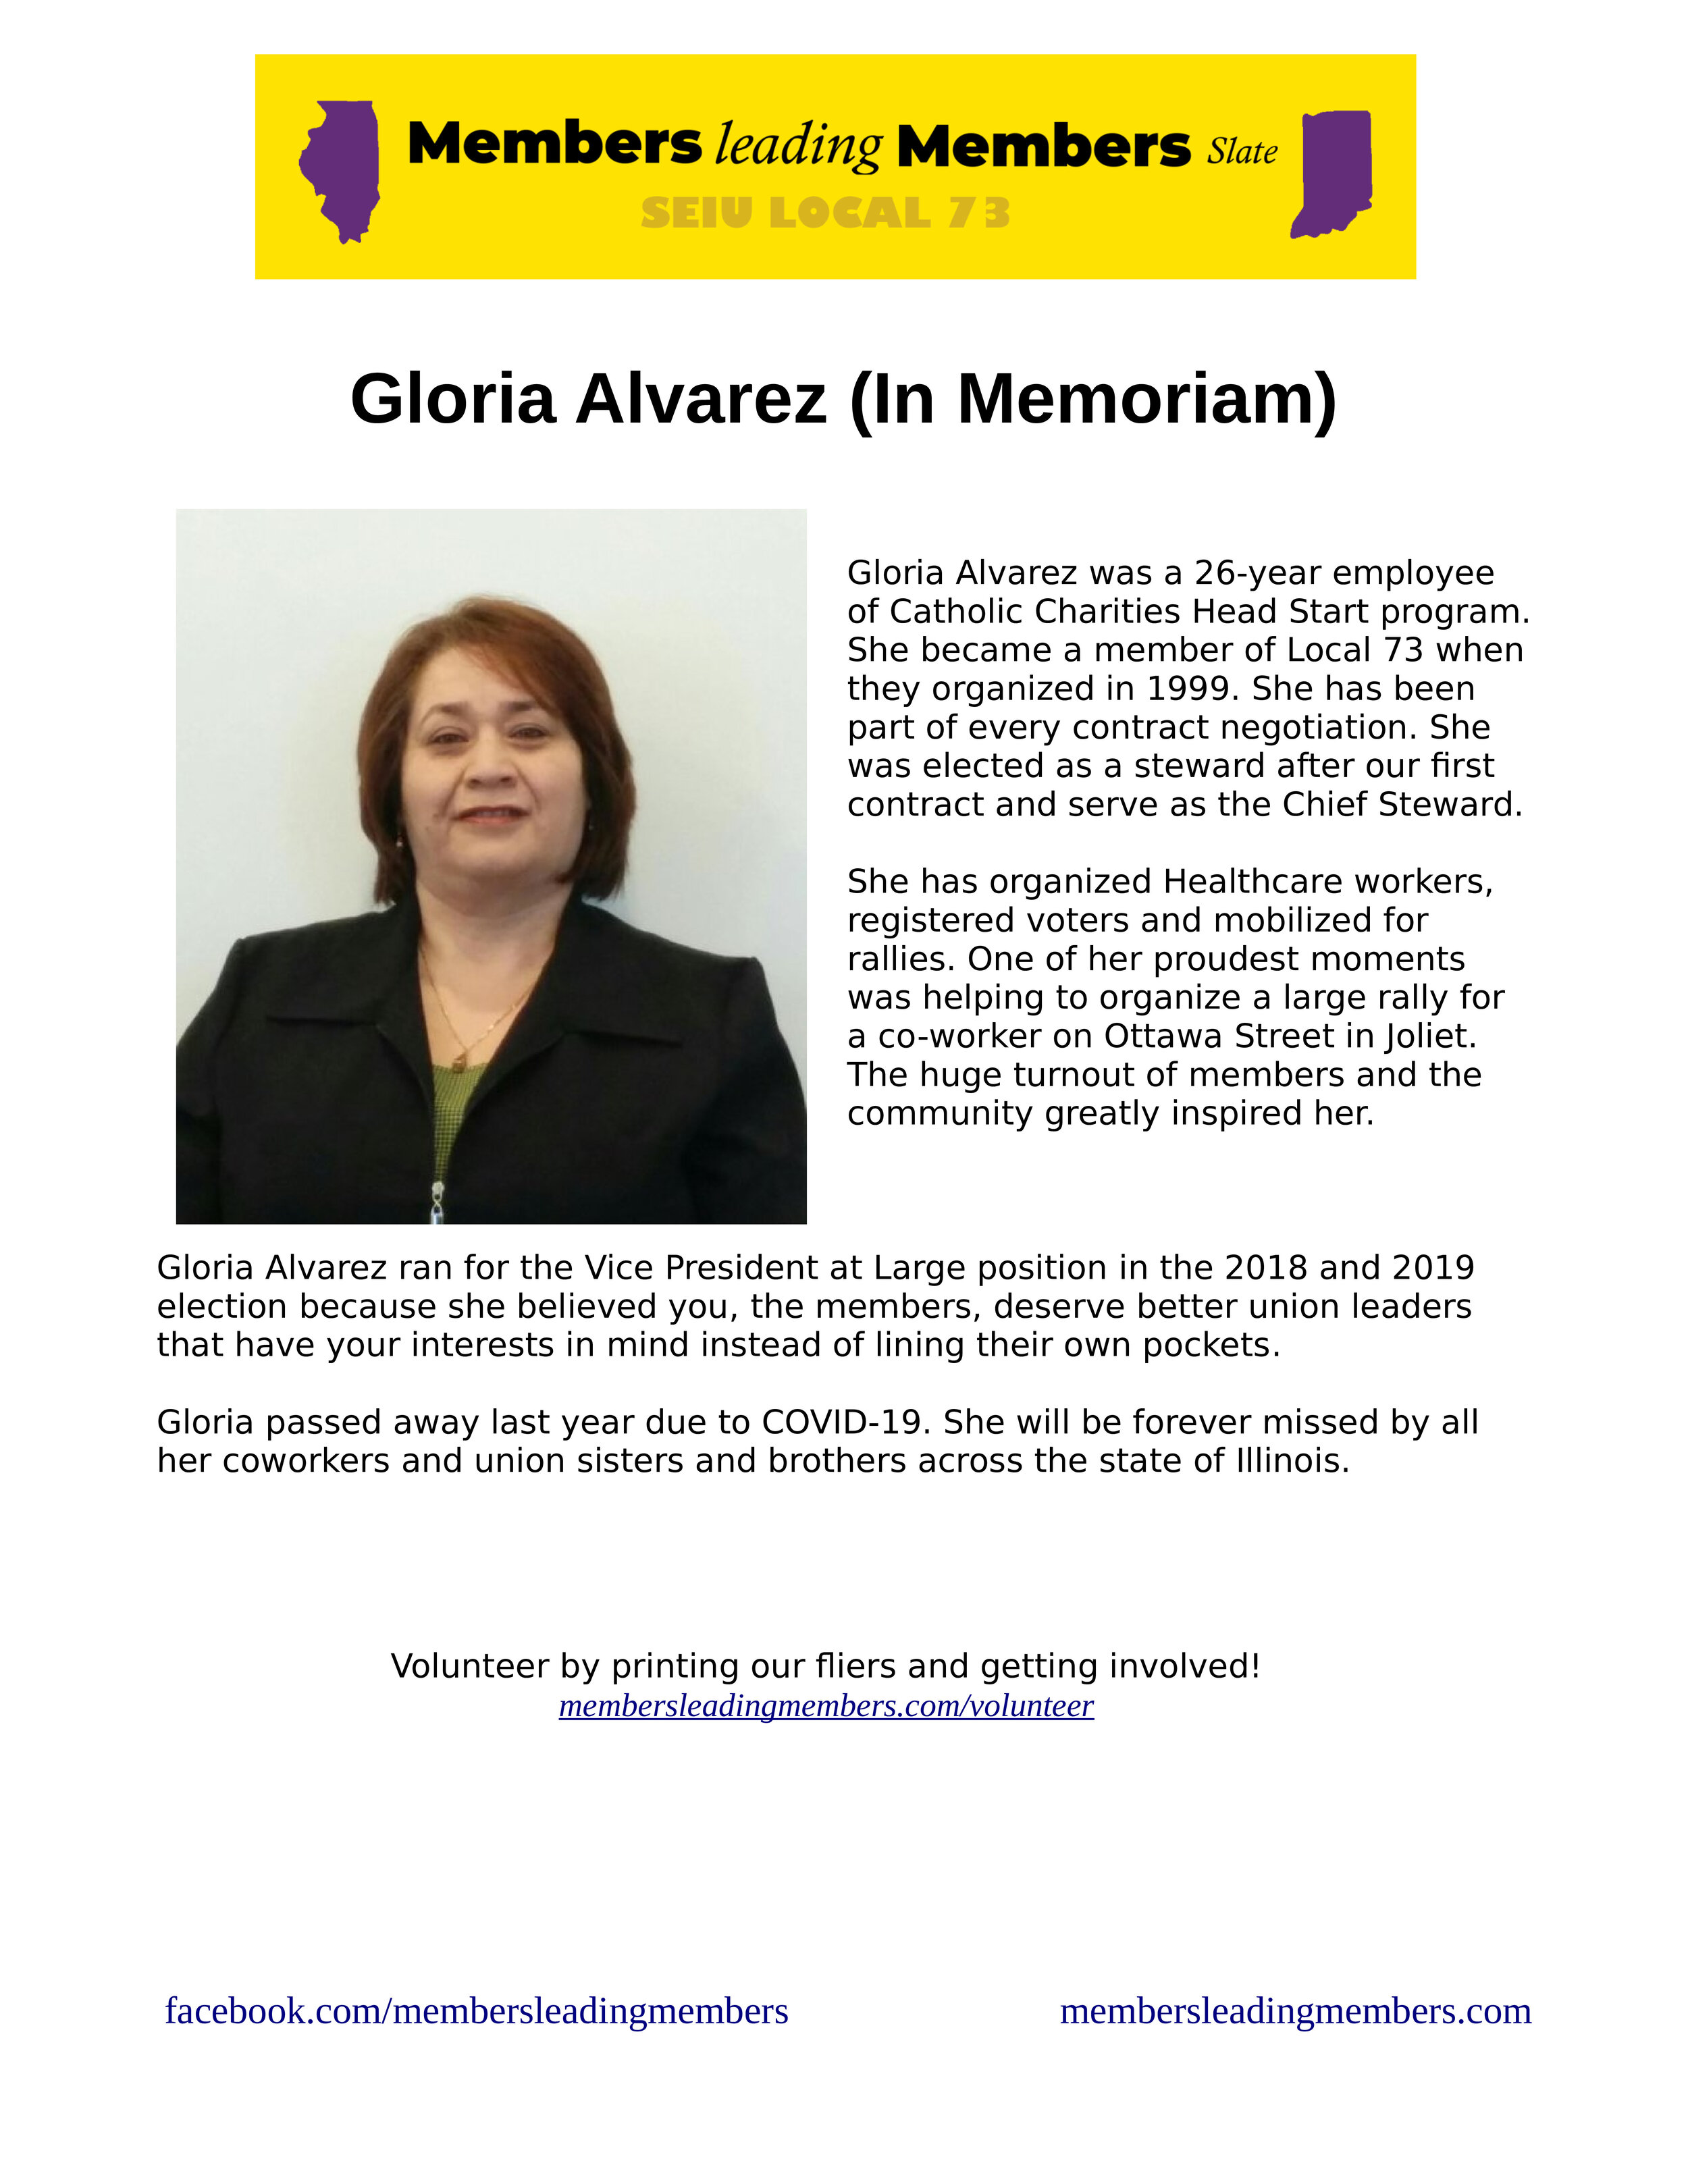 Members leading Members Slate
SEIU LOCAL 73
Gloria Alvarez (In Memoriam)
Gloria Alvarez was a 26-year employee
of Catholic Charities Head Start program.
She became a member of Local 73 when
they organized in 1999. She has been
part of every contract negotiation. She
was elected as a steward after our first
contract and serve as the Chief Steward.
She has organized Healthcare workers,
registered voters and mobilized for
rallies. One of her proudest moments
was helping to organize a large rally for
a co-worker on Ottawa Street in Joliet.
The huge turnout of members and the
community greatly inspired her.
Gloria Alvarez ran for the Vice President at Large position in the 2018 and 2019
election because she believed you, the members, deserve better union leaders
that have your interests in mind instead of lining their own pockets.
Gloria passed away last year due to COVID-19. She will be forever missed by all
her coworkers and union sisters and brothers across the state of Illinois.
Volunteer by printing our fliers and getting involved!
membersleadingmembers.com/volunteer
facebook.com/membersleadingmembers
membersleadingmembers.com